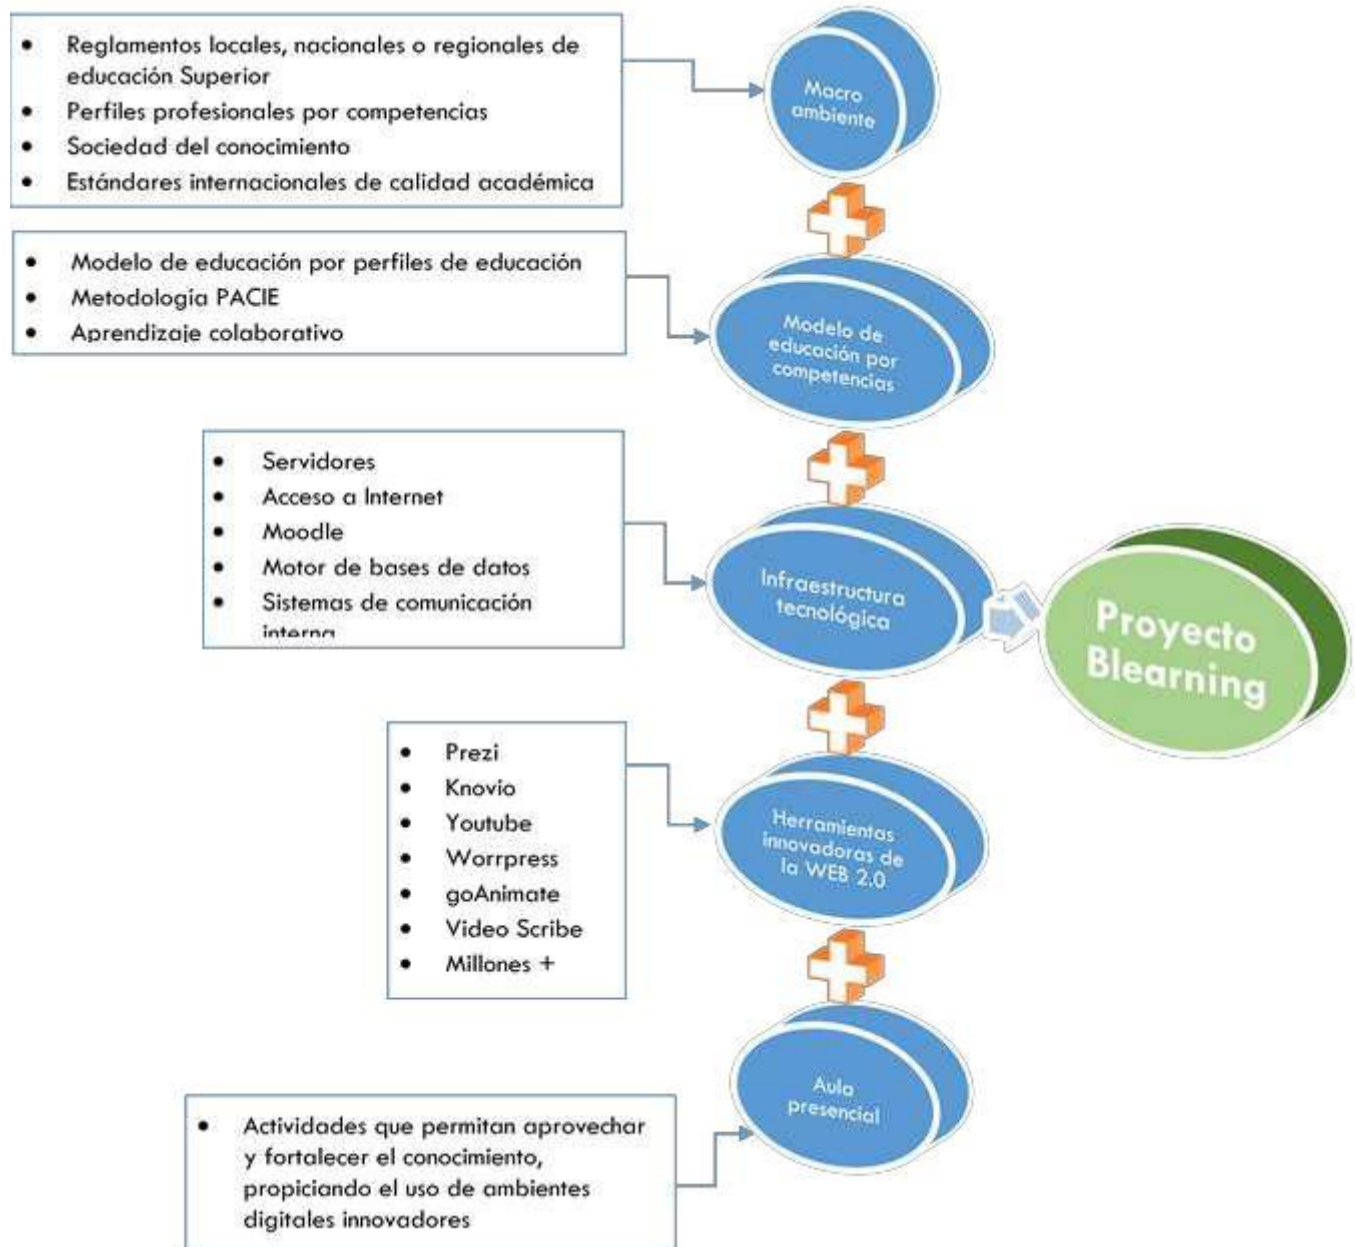 • Reglamentos locales, nacionales o regionales de
educación Superior
• Perfiles profesionales por competencias
• Sociedad del conocimiento
• Estándares internacionales de calidad académica
Macro
ambiente
• Modelo de educación por perfiles de educación
• Metodología PACIE
• Aprendizaje colaborativo
Modelo de
educación por
competencias
• Servidores
• Acceso a Internet
• Moodle
• Motor de bases de datos
• Sistemas de comunicación
interna
Infraestructura
tecnológica
Proyecto
Blearning
• Prezi
• Knovio
• Youtube
• Worrpress
• goAnimate
• Video Scribe
• Millones +
Herramientas
innovadoras de
la WEB 2.0
Aula
presencial
• Actividades que permitan aprovechar
y fortalecer el conocimiento,
propiciando el uso de ambientes
digitales innovadores